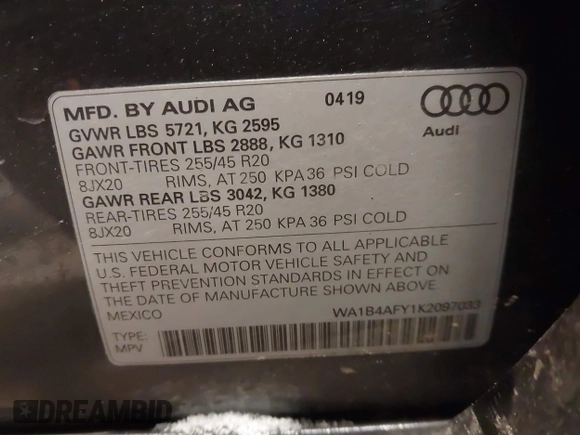 MFD. BY AUDI AG 0419
Audi
GVWR LBS 5721, KG 2595
GAWR FRONT LBS 2888, KG 1310
FRONT-TIRES 255/45 R20
8JX20 RIMS, AT 250 KPA 36 PSI COLD
GAWR REAR LBS 3042, KG 1380
REAR-TIRES 255/45 R20
8JX20 RIMS, AT 250 KPA 36 PSI COLD
THIS VEHICLE CONFORMS TO ALL APPLICABLE
U.S. FEDERAL MOTOR VEHICLE SAFETY AND
THEFT PREVENTION STANDARDS IN EFFECT ON
THE DATE OF MANUFACTURE SHOWN ABOVE.
MEXICO WA1B4AFY1K2097033
TYPE:
MPV
DREAMBID